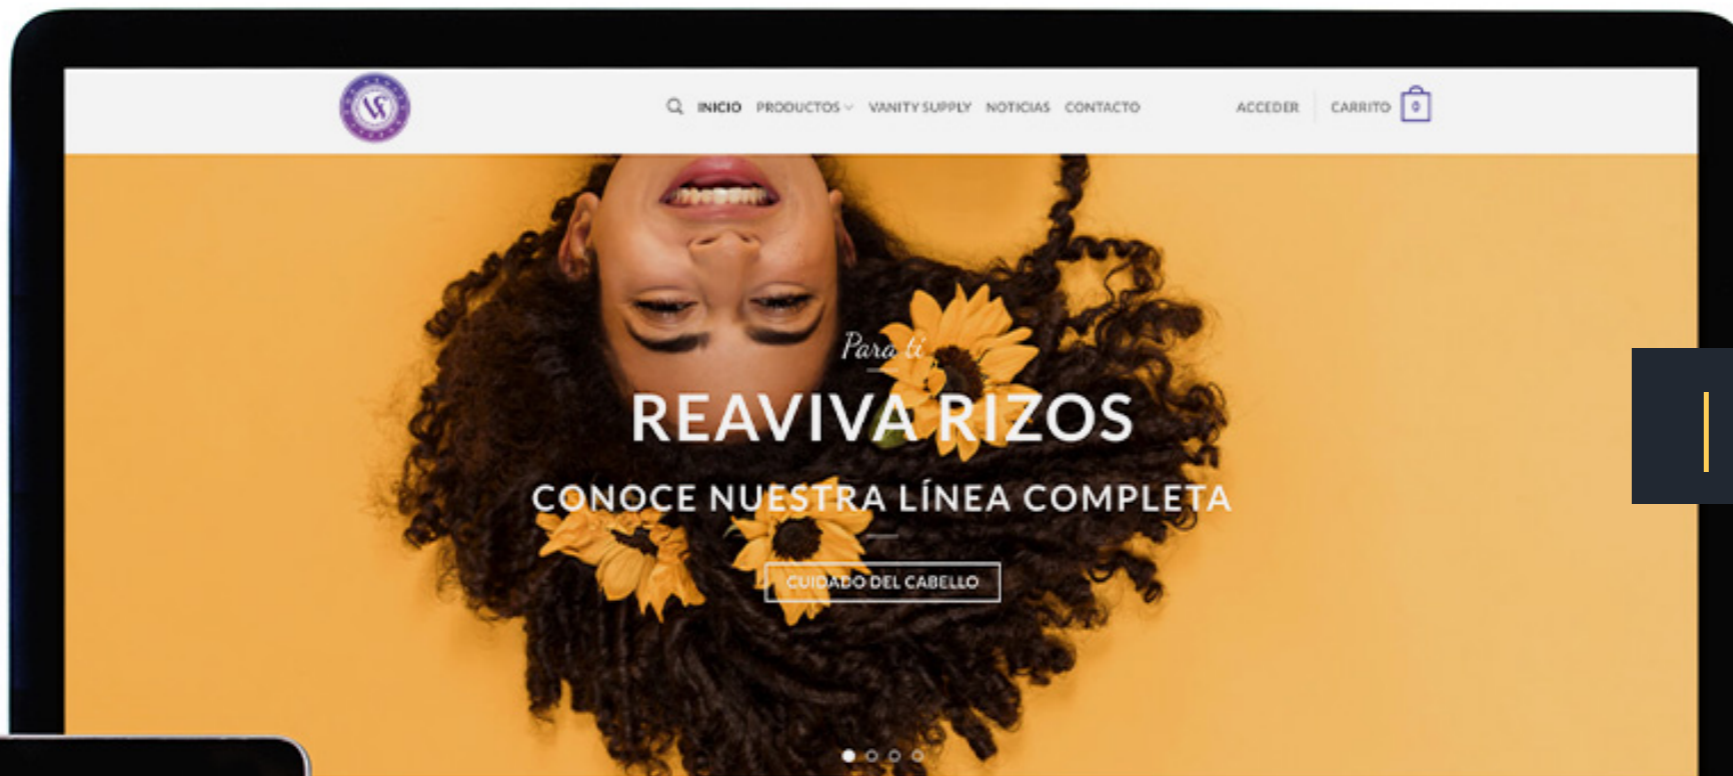 INICIO PRODUCTOS VANITY SUPPLY NOTICIAS CONTACTO ACCEDER CARRITO 0
Para ti
REAVIVA RIZOS
CONOCE NUESTRA LÍNEA COMPLETA
CUIDADO DEL CABELLO